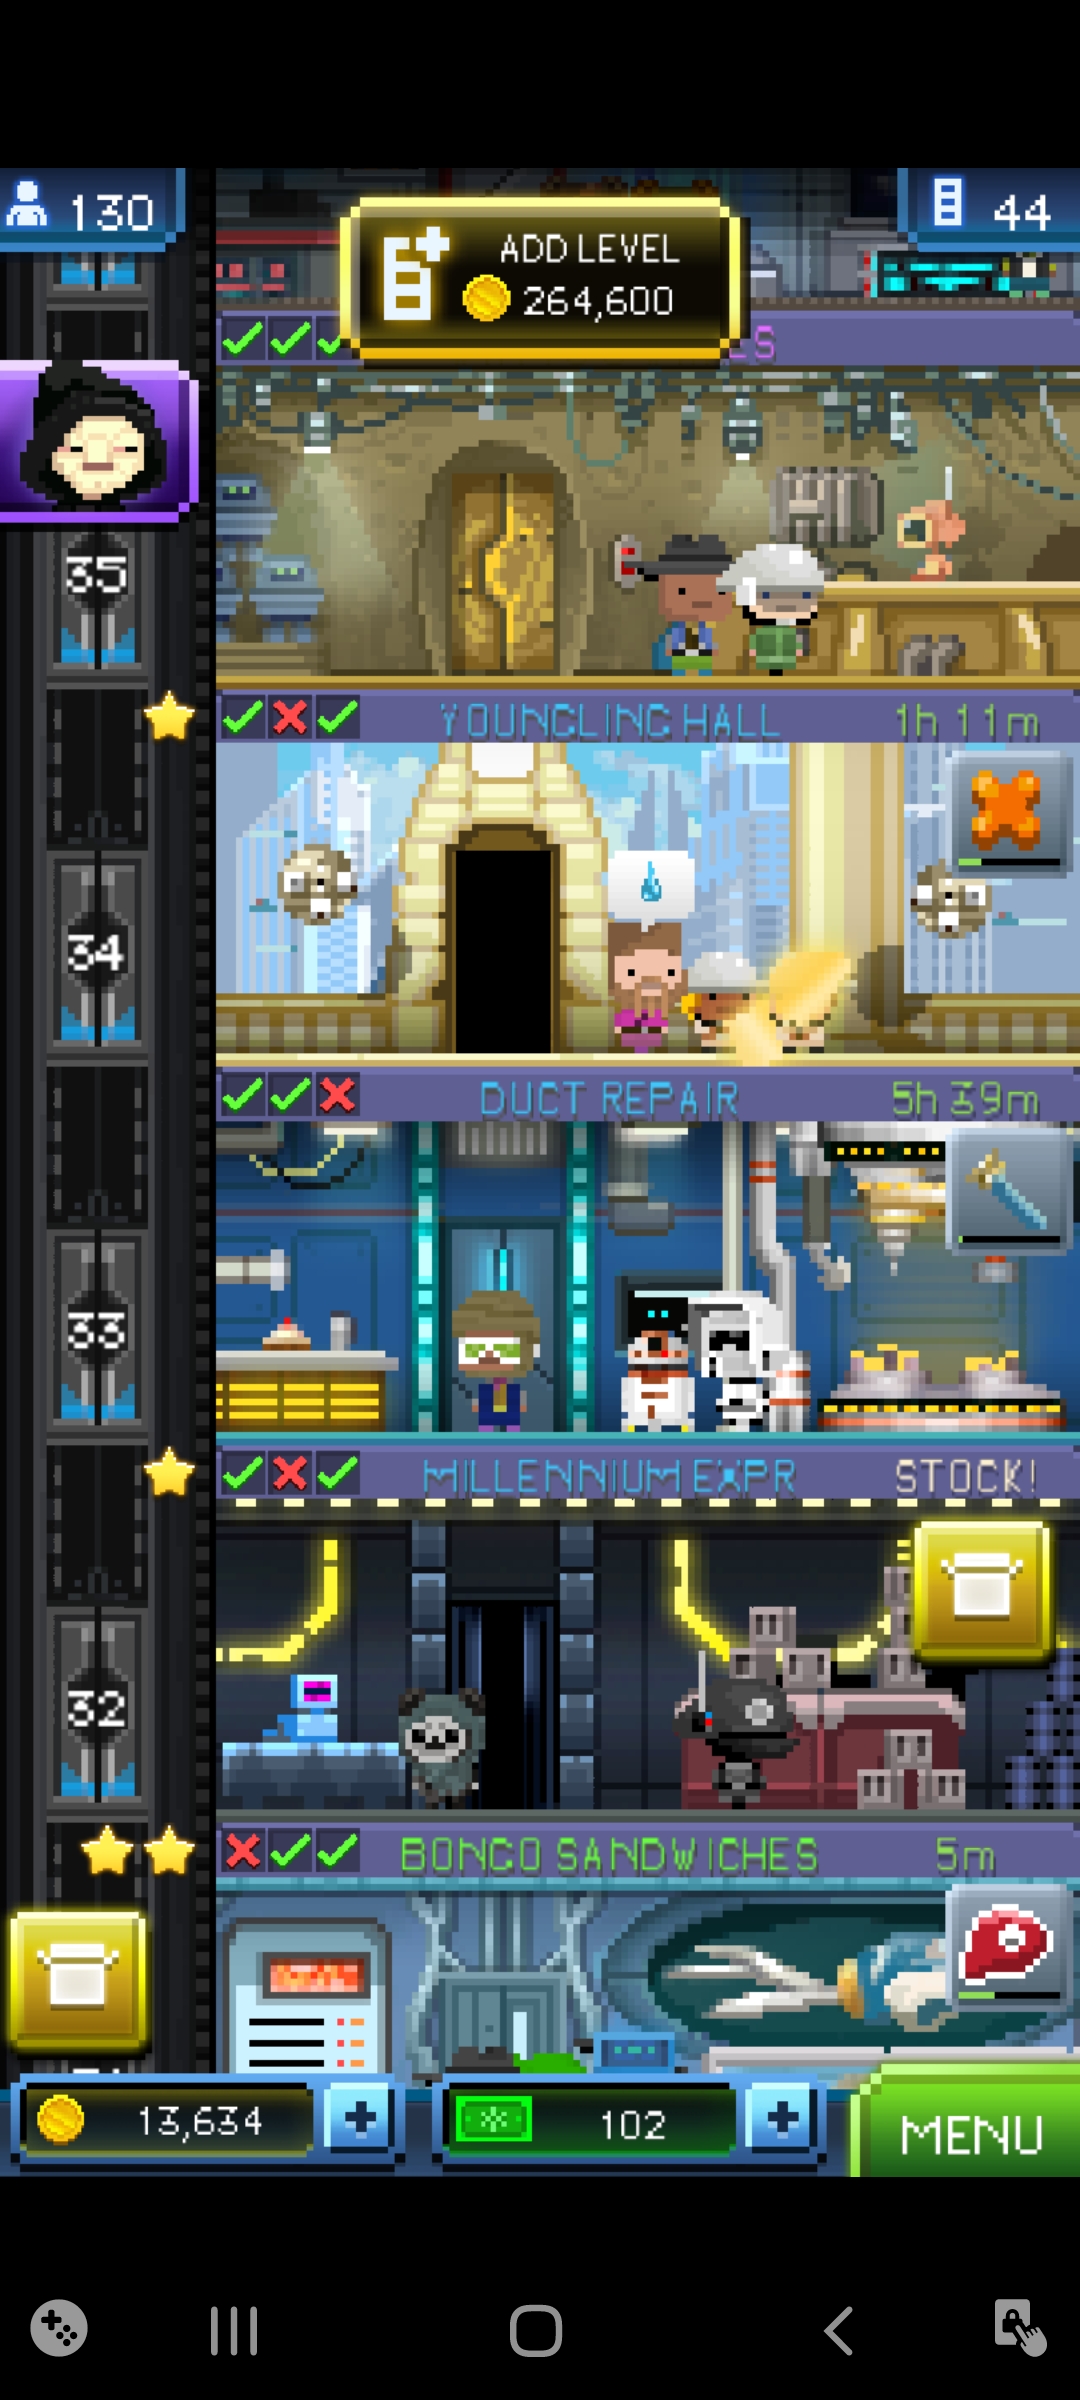 130
44
ADD LEVEL
264,600
ES
35
YOUNGLING HALL
1h 11m
34
DUCT REPAIR
5h 39m
33
MILLENNIUM EXPR
STOCK!
32
BONGO SANDWICHES
5m
13,634
102
MENU